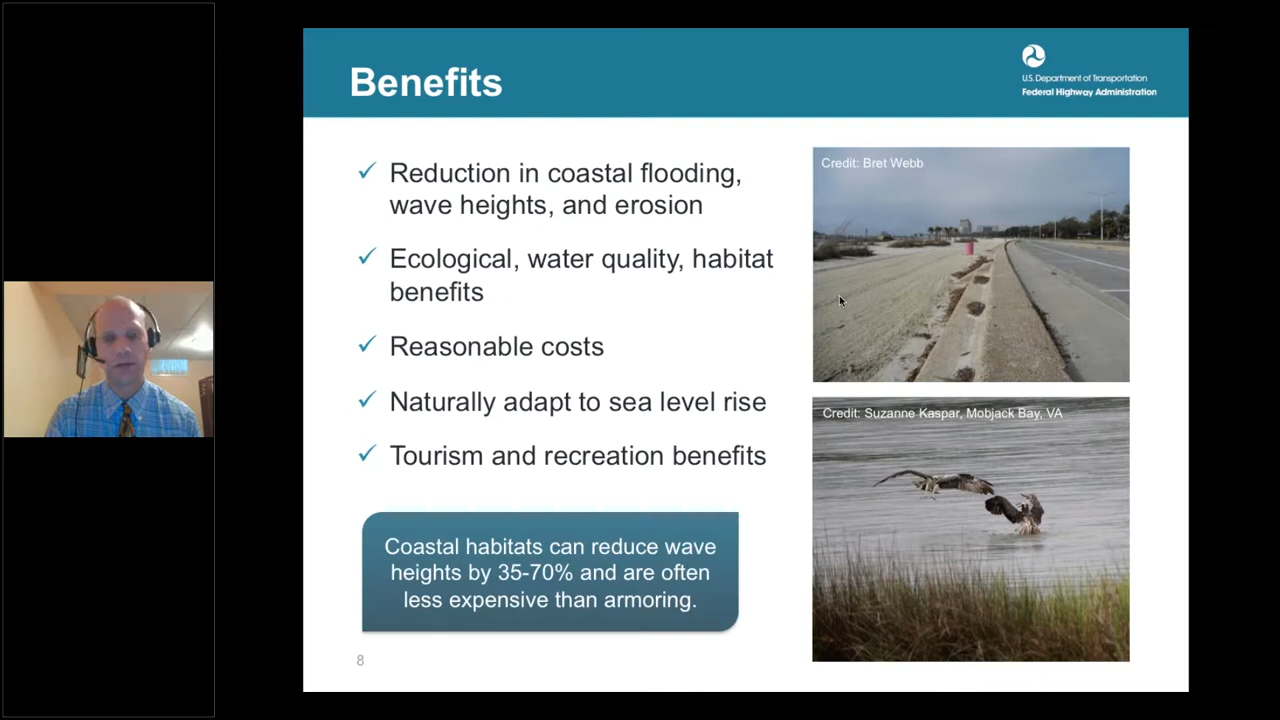 Benefits
U.S. Department of Transportation
Federal Highway Administration
Reduction in coastal flooding,
wave heights, and erosion
Ecological, water quality, habitat
benefits
Reasonable costs
Naturally adapt to sea level rise
Tourism and recreation benefits
Coastal habitats can reduce wave
heights by 35-70% and are often
less expensive than armoring.
8
Credit: Bret Webb
Credit: Suzanne Kaspar, Mobjack Bay, VA